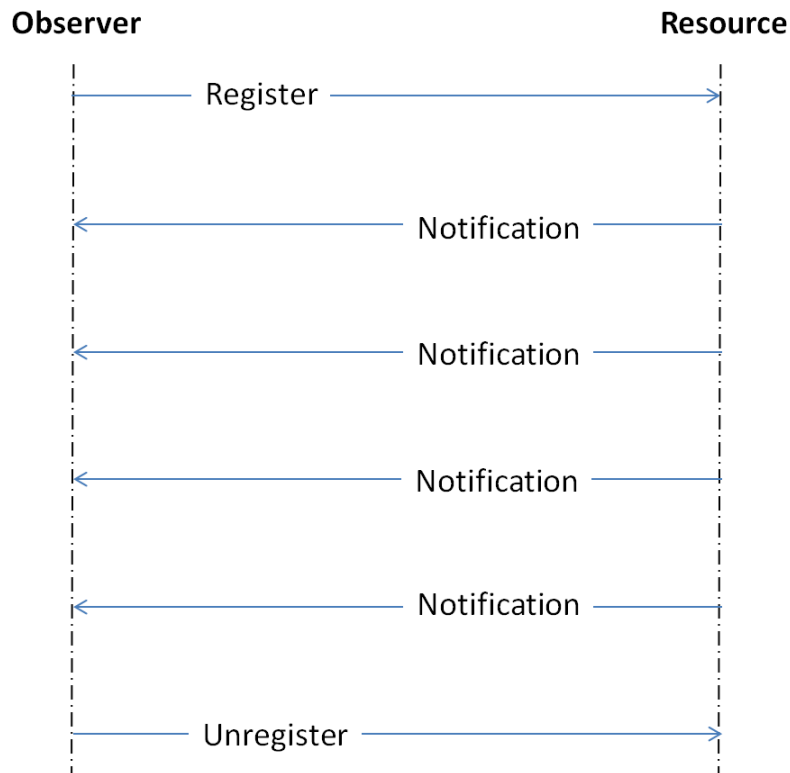 Observer Resource
Register
Notification
Notification
Notification
Notification
Unregister